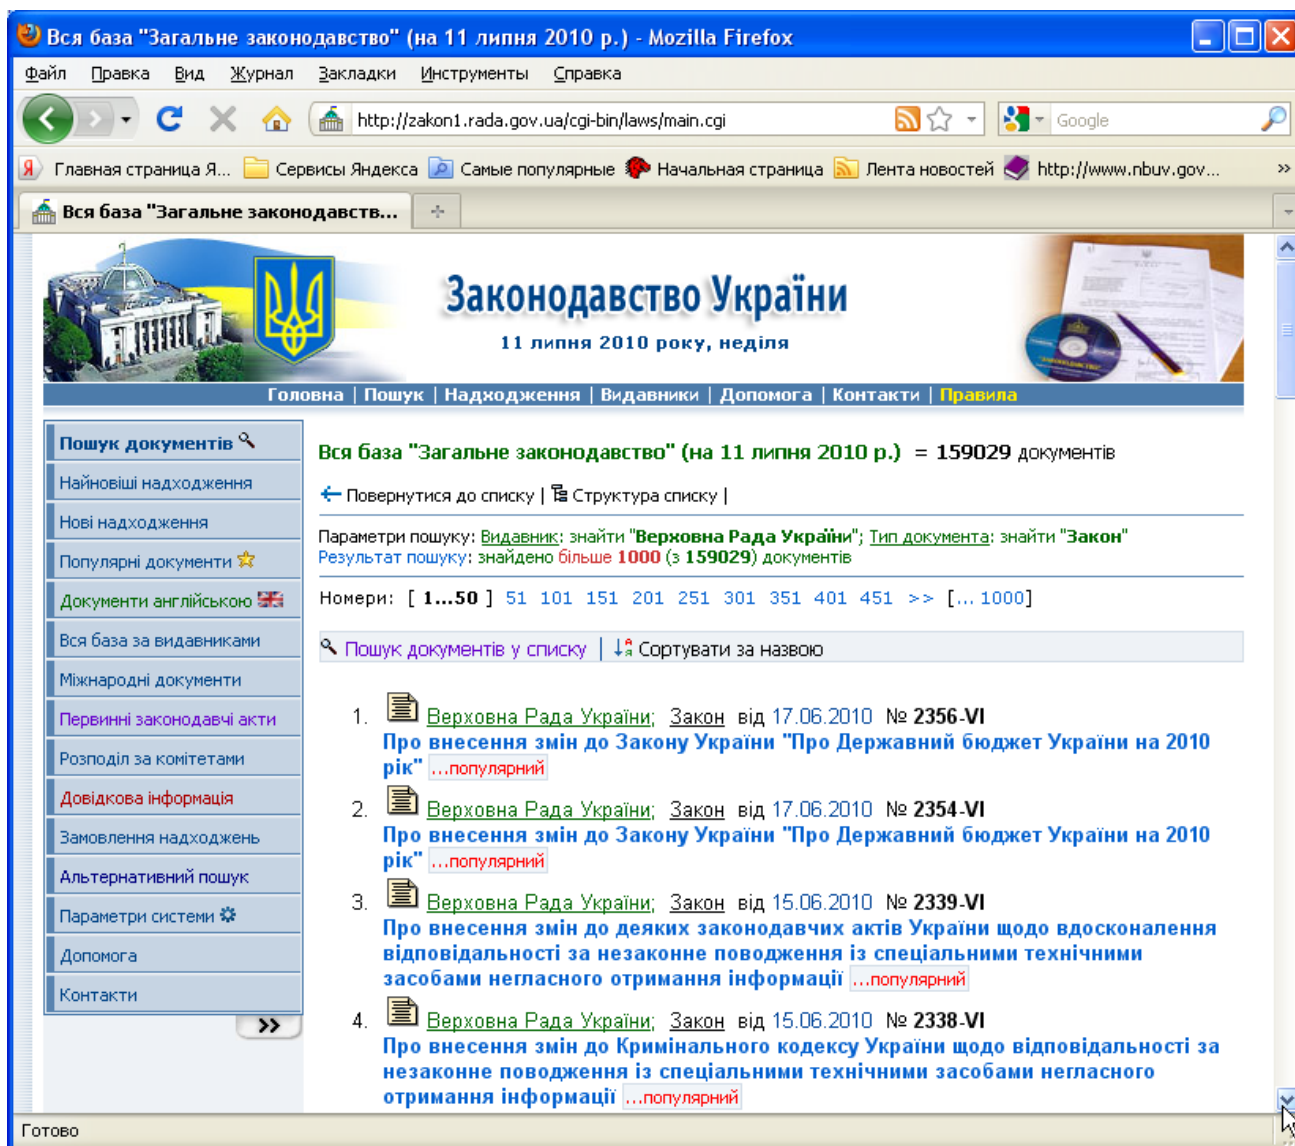 Вся база "Загальне законодавство" (на 11 липня 2010 р.) - Mozilla Firefox
Файл Правка Вид Журнал Закладки Инструменты Справка
http://zakon1.rada.gov.ua/cgi-bin/laws/main.cgi Google
Я Главная страница Я... Сервисы Яндекса Самые популярные Начальная страница Лента новостей http://www.nbuv.gov... »
Вся база "Загальне законодавств...
Законодавство України
11 липня 2010 року, неділя
Головна | Пошук | Надходження | Видавники | Допомога | Контакти | Правила
Пошук документів
Найновіші надходження
Нові надходження
Популярні документи
Документи англійською
Вся база за видавниками
Міжнародні документи
Первинні законодавчі акти
Розподіл за комітетами
Довідкова інформація
Замовлення надходжень
Альтернативний пошук
Параметри системи
Допомога
Контакти
>>
Вся база "Загальне законодавство" (на 11 липня 2010 р.) = 159029 документів
Повернутися до списку | Структура списку |
Параметри пошуку: Видавник: знайти "Верховна Рада України"; Тип документа: знайти "Закон"
Результат пошуку: знайдено більше 1000 (з 159029) документів
Номери: [ 1...50 ] 51 101 151 201 251 301 351 401 451 >> [... 1000]
Пошук документів у списку | Сортувати за назвою
1. Верховна Рада України; Закон від 17.06.2010 № 2356-VI
Про внесення змін до Закону України "Про Державний бюджет України на 2010
рік" ...популярний
2. Верховна Рада України; Закон від 17.06.2010 № 2354-VI
Про внесення змін до Закону України "Про Державний бюджет України на 2010
рік" ...популярний
3. Верховна Рада України; Закон від 15.06.2010 № 2339-VI
Про внесення змін до деяких законодавчих актів України щодо вдосконалення
відповідальності за незаконне поводження із спеціальними технічними
засобами негласного отримання інформації ...популярний
4. Верховна Рада України; Закон від 15.06.2010 № 2338-VI
Про внесення змін до Кримінального кодексу України щодо відповідальності за
незаконне поводження із спеціальними технічними засобами негласного
отримання інформації ...популярний
Готово